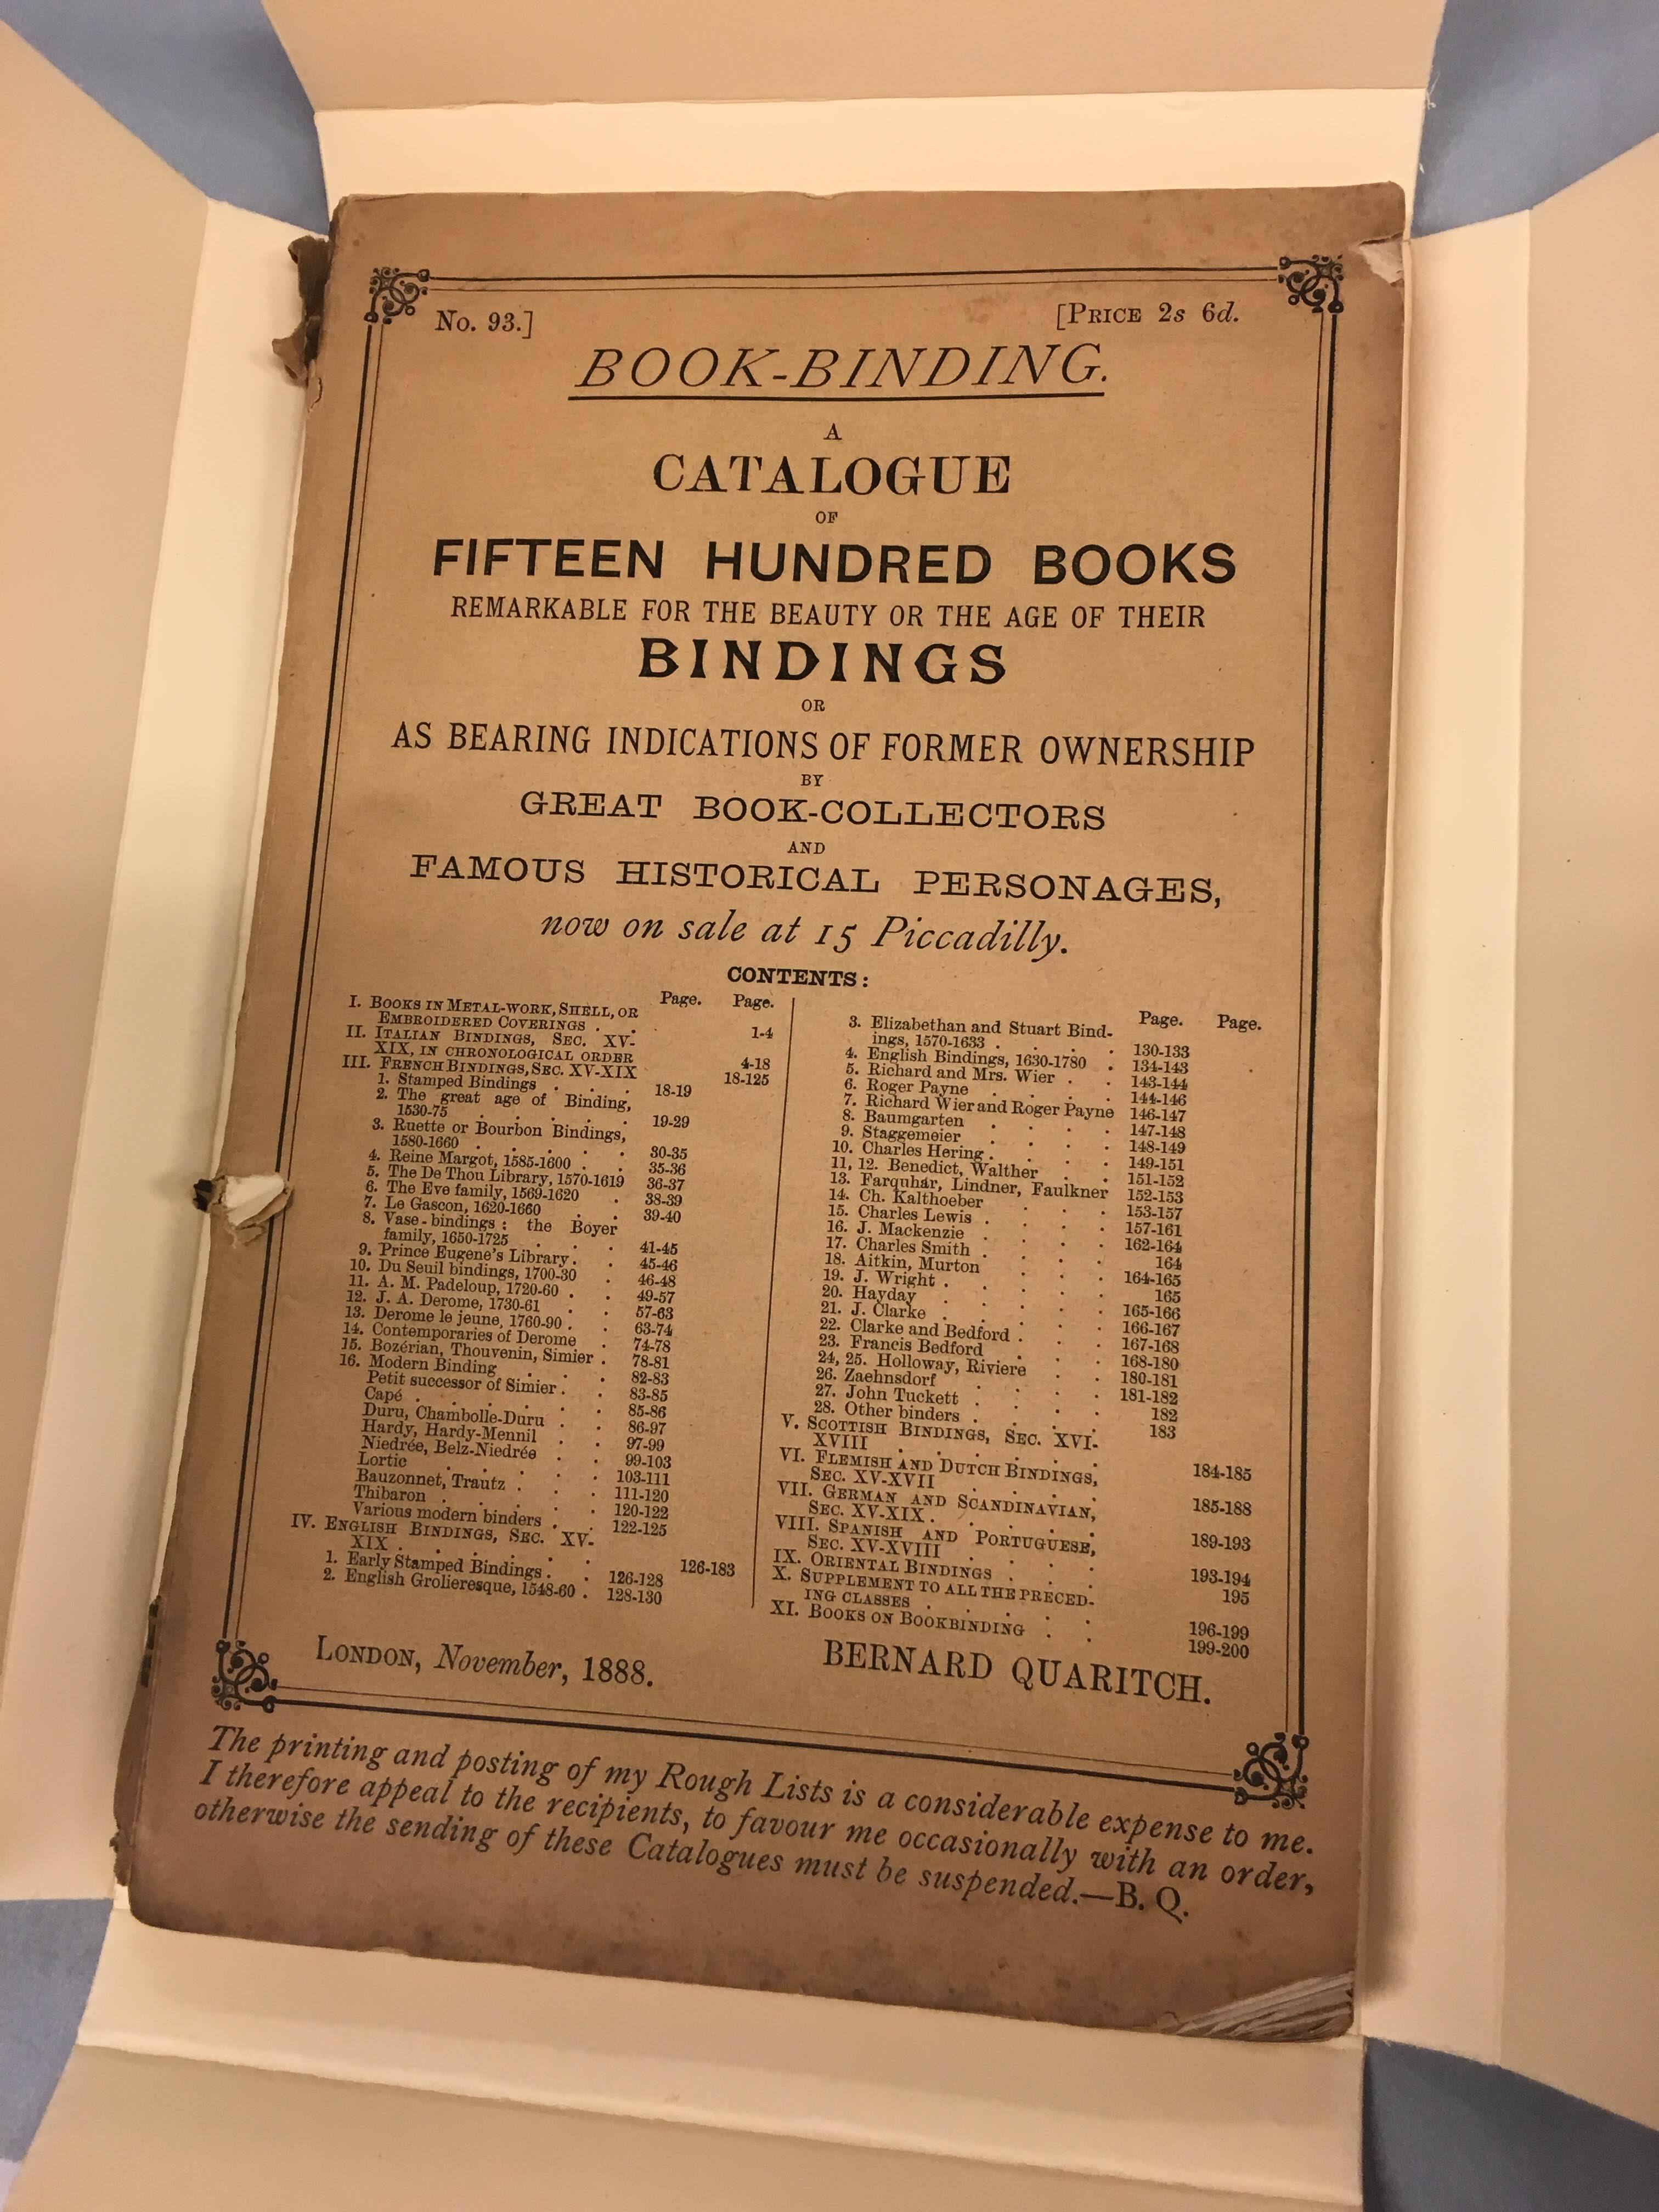 No. 93.]
[PRICE 2s 6d.
BOOK-BINDING.
A
CATALOGUE
OF
FIFTEEN HUNDRED BOOKS
REMARKABLE FOR THE BEAUTY OR THE AGE OF THEIR
BINDINGS
OR
AS BEARING INDICATIONS OF FORMER OWNERSHIP
BY
GREAT BOOK-COLLECTORS
AND
FAMOUS HISTORICAL PERSONAGES,
now on sale at 15 Piccadilly.
CONTENTS:
Page. Page.
I. BOOKS IN METAL-WORK, SHELL, OR
EMBROIDERED COVERINGS . . 1-4
II. ITALIAN BINDINGS, SEC. XV-
XIX, IN CHRONOLOGICAL ORDER 4-18
III. FRENCH BINDINGS, SEC. XV-XIX 18-125
1. Stamped Bindings . . . 18-19
2. The great age of Binding,
1530-75 . . . . . 19-29
3. Ruette or Bourbon Bindings,
1580-1660 . . . . . 30-35
4. Reine Margot, 1585-1600 . . 35-36
5. The De Thou Library, 1570-1619 36-37
6. The Eve family, 1569-1620 . 38-39
7. Le Gascon, 1620-1660 . . 39-40
8. Vase-bindings: the Boyer
family, 1650-1725 . . . 41-45
9. Prince Eugene's Library . . 45-46
10. Du Seuil bindings, 1700-30 . 46-48
11. A. M. Padeloup, 1720-60 . . 49-57
12. J. A. Derome, 1730-61 . . 57-63
13. Derome le jeune, 1760-90 . . 63-74
14. Contemporaries of Derome . 74-78
15. Bozérian, Thouvenin, Simier . 78-81
16. Modern Binding . . . 82-83
Petit successor of Simier . . 83-85
Capé . . . . . 85-86
Duru, Chambolle-Duru . . 86-97
Hardy, Hardy-Mennil . . 97-99
Niedrée, Belz-Niedrée . . 99-103
Lortic . . . . . 103-111
Bauzonnet, Trautz . . . 111-120
Thibaron . . . . . 120-122
Various modern binders . . 122-125
IV. ENGLISH BINDINGS, SEC. XV-
XIX . . . . . . 126-183
1. Early Stamped Bindings . . 126-128
2. English Grolieresque, 1548-60 . 128-130
Page. Page.
3. Elizabethan and Stuart Bind-
ings, 1570-1633 . . . . 130-133
4. English Bindings, 1630-1780 . 134-143
5. Richard and Mrs. Wier . . 143-144
6. Roger Payne . . . . 144-146
7. Richard Wier and Roger Payne 146-147
8. Baumgarten . . . . 147-148
9. Staggemeier . . . . 148-149
10. Charles Hering . . . . 149-151
11, 12. Benedict, Walther . . 151-152
13. Farquhar, Lindner, Faulkner 152-153
14. Ch. Kalthoeber . . . 153-157
15. Charles Lewis . . . . 157-161
16. J. Mackenzie . . . . 162-164
17. Charles Smith . . . . 164
18. Aitkin, Murton . . . 164-165
19. J. Wright . . . . . 165
20. Hayday . . . . . 165-166
21. J. Clarke . . . . . 166-167
22. Clarke and Bedford . . . 167-168
23. Francis Bedford . . . 168-180
24, 25. Holloway, Riviere . . 180-181
26. Zaehnsdorf . . . . 181-182
27. John Tuckett . . . . 182
28. Other binders . . . . 183
V. SCOTTISH BINDINGS, SEC. XVI-
XVIII . . . . . . 184-185
VI. FLEMISH AND DUTCH BINDINGS,
SEC. XV-XVII . . . . 185-188
VII. GERMAN AND SCANDINAVIAN,
SEC. XV-XIX . . . . . 189-193
VIII. SPANISH AND PORTUGUESE,
SEC. XV-XVIII . . . . 193-194
IX. ORIENTAL BINDINGS . . . 195
X. SUPPLEMENT TO ALL THE PRECED-
ING CLASSES . . . . . 196-199
XI. BOOKS ON BOOKBINDING . . 199-200
LONDON, November, 1888.
BERNARD QUARITCH.
The printing and posting of my Rough Lists is a considerable expense to me.
I therefore appeal to the recipients, to favour me occasionally with an order,
otherwise the sending of these Catalogues must be suspended.—B. Q.